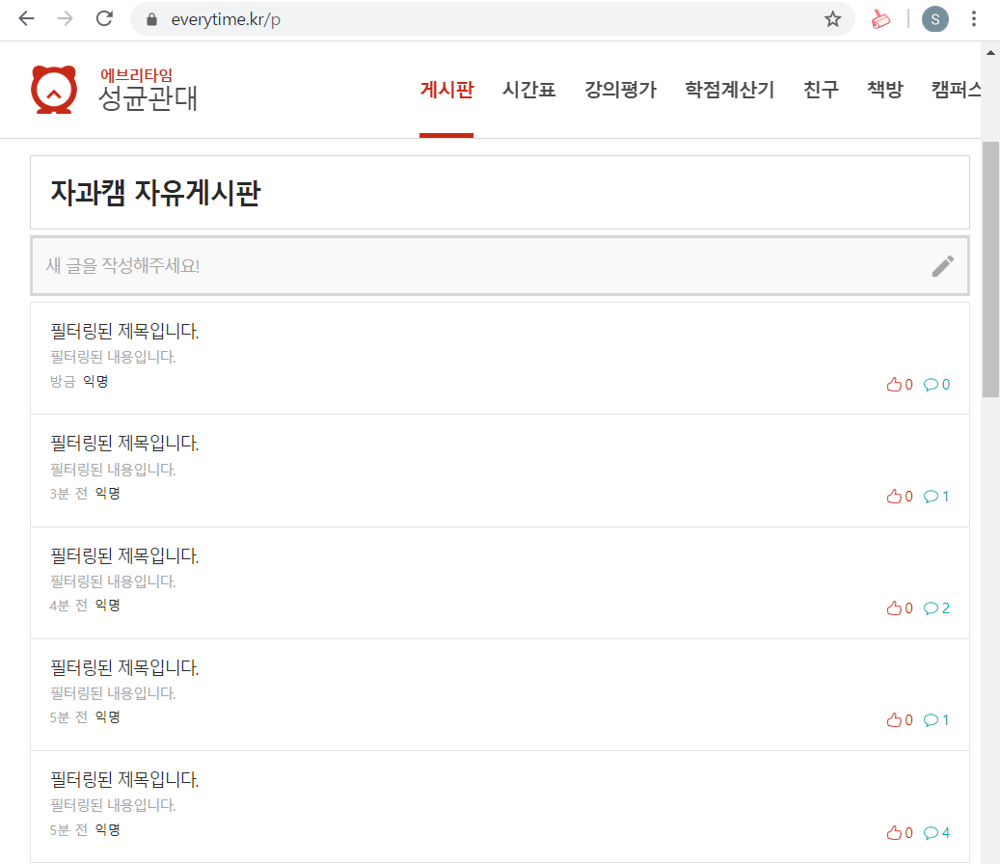 everytime.kr/p
S
에브리타임
성균관대
게시판 시간표 강의평가 학점계산기 친구 책방 캠퍼스
자과캠 자유게시판
새 글을 작성해주세요!
필터링된 제목입니다.
필터링된 내용입니다.
방금 익명
0 0
필터링된 제목입니다.
필터링된 내용입니다.
3분 전 익명
0 1
필터링된 제목입니다.
필터링된 내용입니다.
4분 전 익명
0 2
필터링된 제목입니다.
필터링된 내용입니다.
5분 전 익명
0 1
필터링된 제목입니다.
필터링된 내용입니다.
5분 전 익명
0 4